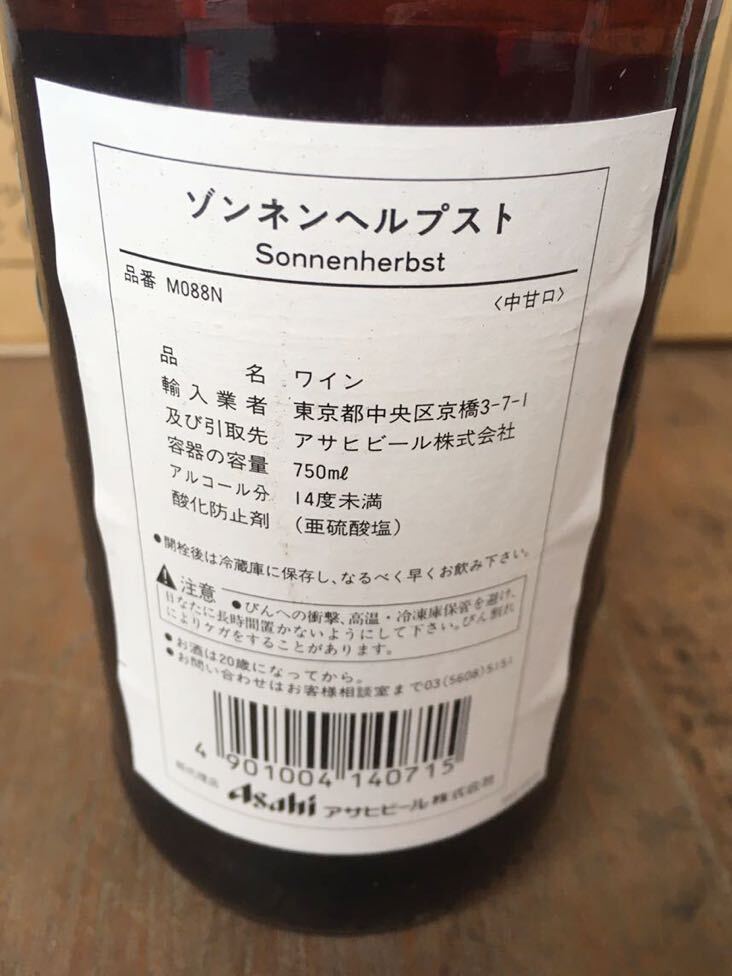 ゾンネンヘルプスト
Sonnenherbst
品番 M088N
〈中甘口〉
品名 ワイン
輸入業者 東京都中央区京橋3-7-1
及び引取先 アサヒビール株式会社
容器の容量 750mℓ
アルコール分 14度未満
酸化防止剤 (亜硫酸塩)
●開栓後は冷蔵庫に保存し、なるべく早くお飲み下さい。
注意 ●びんへの衝撃、高温・冷凍庫保管を避け、
日なたに長時間置かないようにして下さい。びん割れ
によりケガをすることがあります。
●お酒は20歳になってから。
●お問い合わせはお客様相談室まで03(5608)5151
4 901004 140715
総代理店 Asahi アサヒビール株式会社